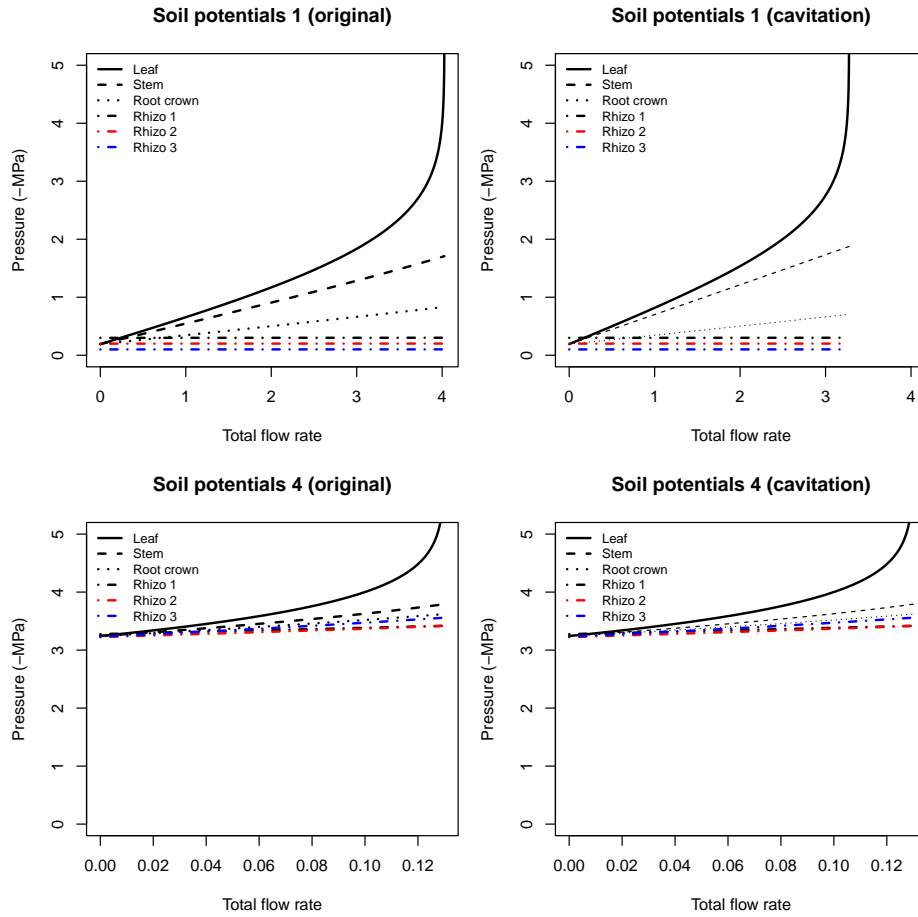 Soil potentials 1 (original)
Pressure (−MPa)
5
4
3
2
1
0
Leaf
Stem
Root crown
Rhizo 1
Rhizo 2
Rhizo 3
0 1 2 3 4
Total flow rate
Soil potentials 1 (cavitation)
Pressure (−MPa)
5
4
3
2
1
0
Leaf
Stem
Root crown
Rhizo 1
Rhizo 2
Rhizo 3
0 1 2 3 4
Total flow rate
Soil potentials 4 (original)
Pressure (−MPa)
5
4
3
2
1
0
Leaf
Stem
Root crown
Rhizo 1
Rhizo 2
Rhizo 3
0.00 0.02 0.04 0.06 0.08 0.10 0.12
Total flow rate
Soil potentials 4 (cavitation)
Pressure (−MPa)
5
4
3
2
1
0
Leaf
Stem
Root crown
Rhizo 1
Rhizo 2
Rhizo 3
0.00 0.02 0.04 0.06 0.08 0.10 0.12
Total flow rate